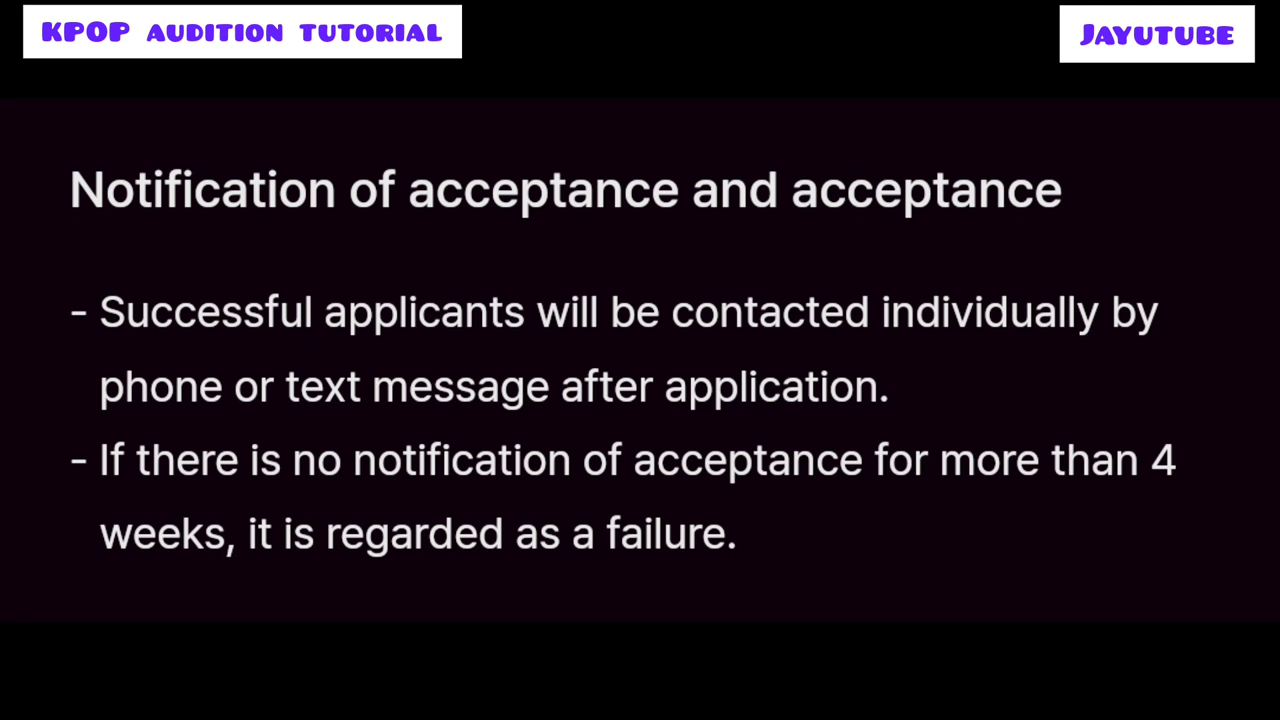 KPOP AUDITION TUTORIAL
JAYUTUBE
Notification of acceptance and acceptance
- Successful applicants will be contacted individually by
phone or text message after application.
- If there is no notification of acceptance for more than 4
weeks, it is regarded as a failure.